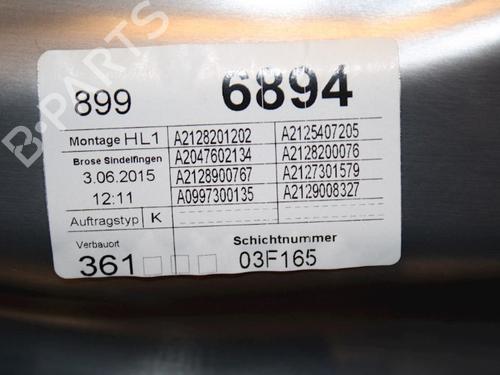 899 6894
Montage HL1 A2128201202 A2125407205
Brose Sindelfingen A2047602134 A2128200076
3.06.2015 A2128900767 A2127301579
12:11 A0997300135 A2129008327
Auftragstyp K
Verbauort Schichtnummer
361 03F165
B-PARTS